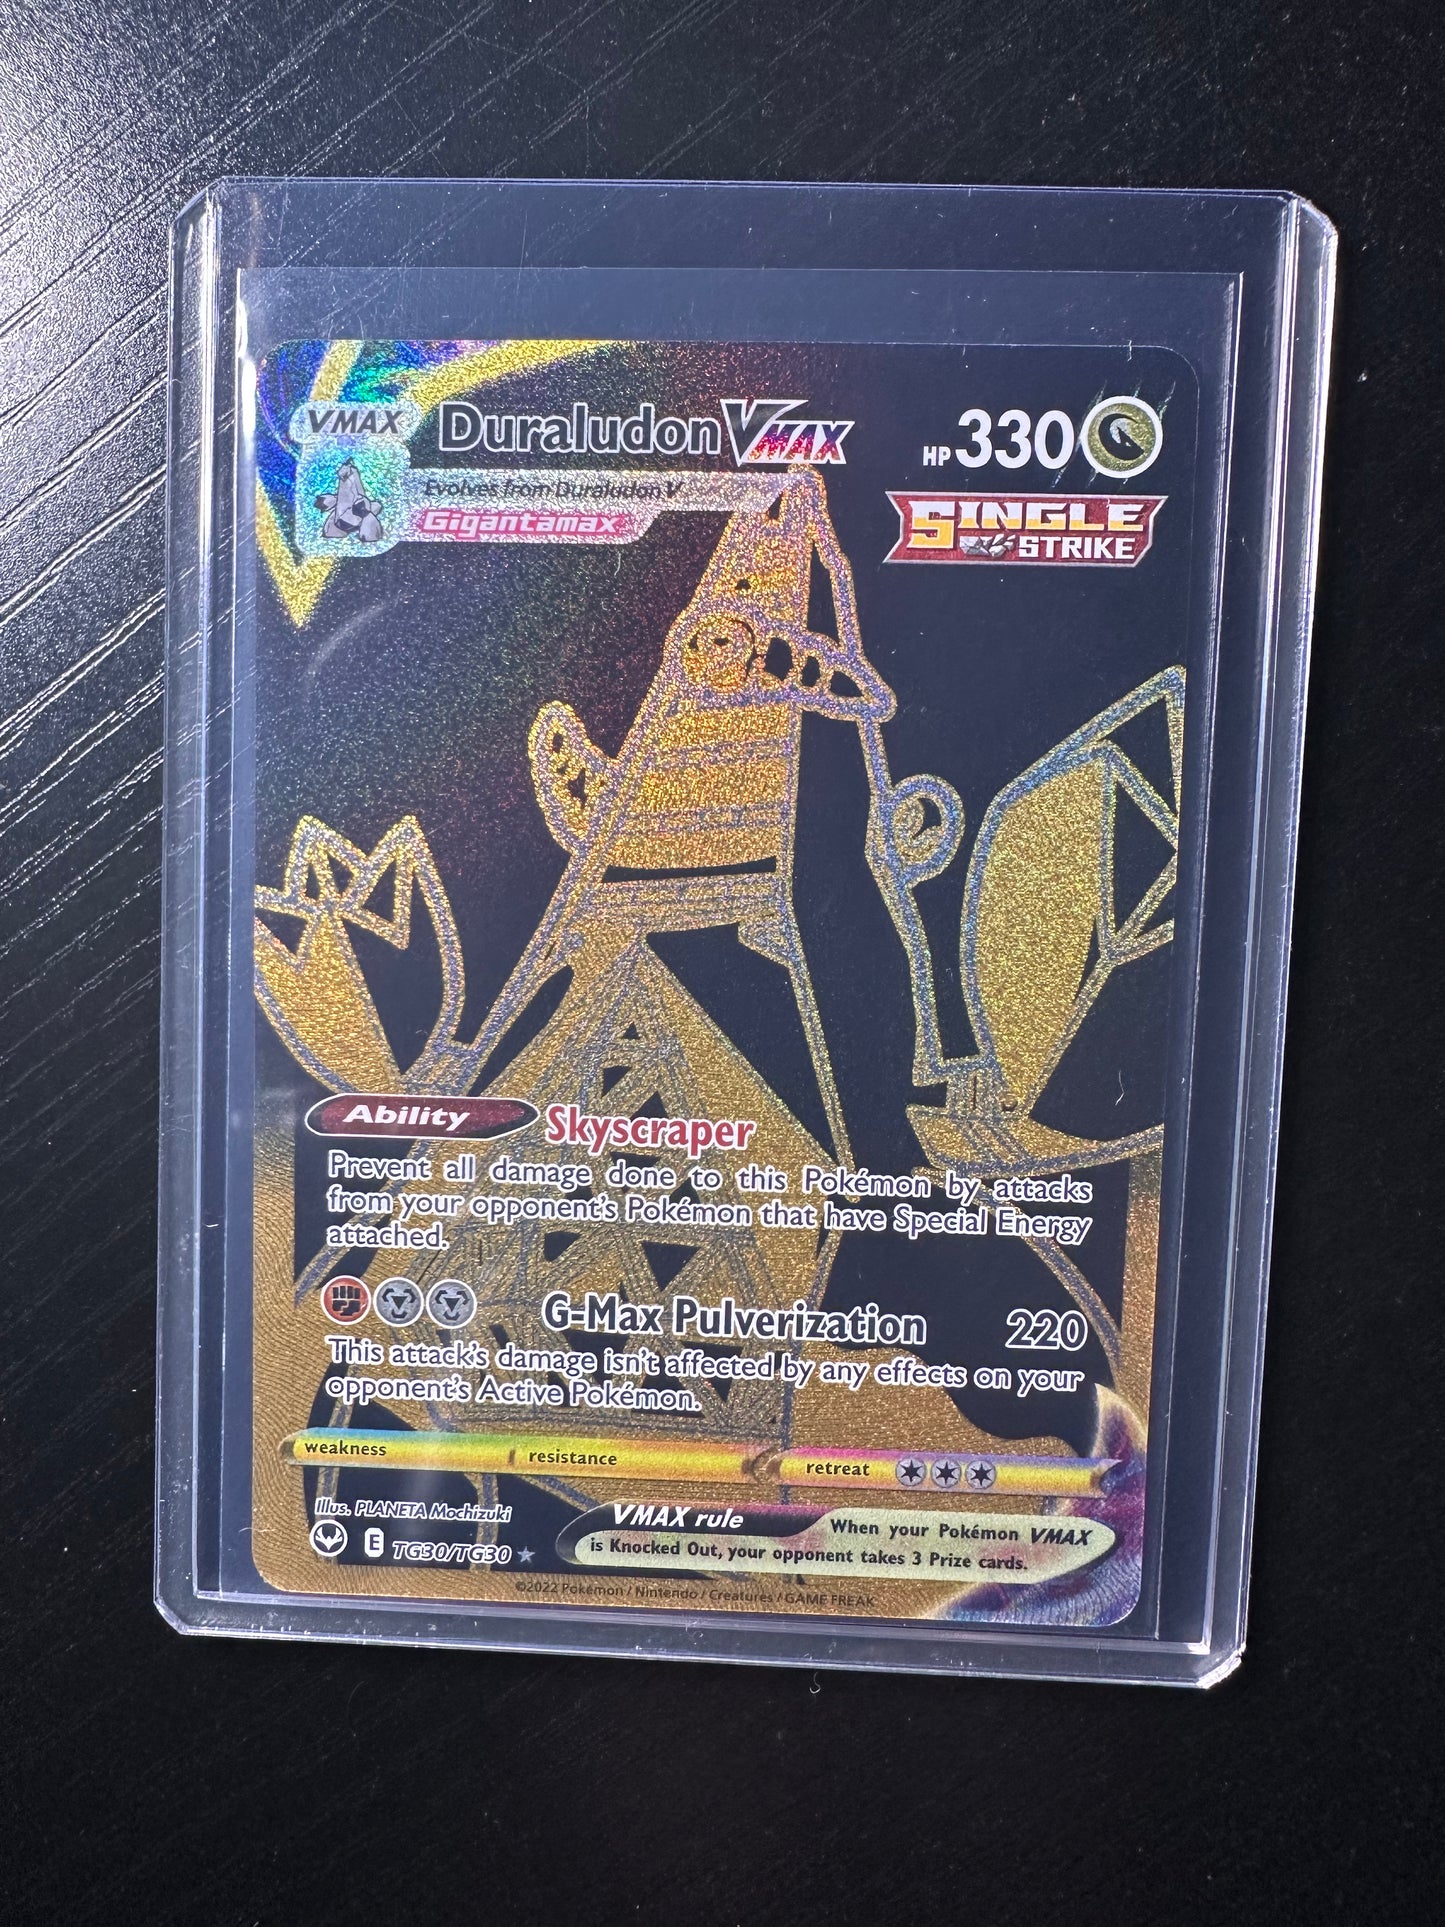 VMAX
Duraludon VMAX
HP 330
Evolves from Duraludon V
Gigantamax
SINGLE
STRIKE
Ability Skyscraper
Prevent all damage done to this Pokémon by attacks
from your opponent's Pokémon that have Special Energy
attached.
G-Max Pulverization 220
This attack's damage isn't affected by any effects on your
opponent's Active Pokémon.
weakness resistance retreat
Illus. PLANETA Mochizuki
E TG30/TG30
VMAX rule
When your Pokémon VMAX
is Knocked Out, your opponent takes 3 Prize cards.
©2022 Pokémon / Nintendo / Creatures / GAME FREAK